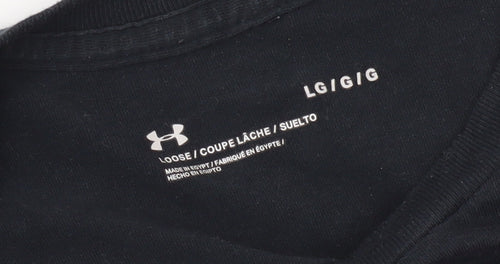 LG / G / G
LOOSE / COUPE LÂCHE / SUELTO
MADE IN EGYPT / FABRIQUÉ EN ÉGYPTE /
HECHO EN EGIPTO